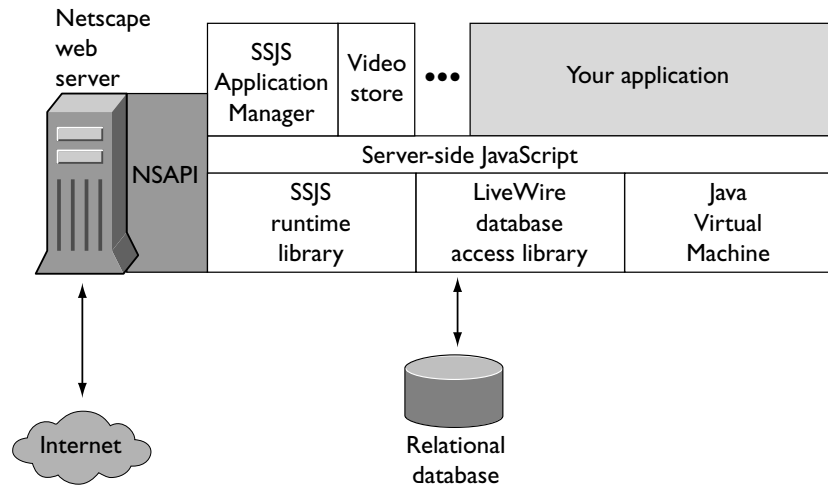 Netscape
web
server
NSAPI
SSJS
Application
Manager
Video
store
•••
Your application
Server-side JavaScript
SSJS
runtime
library
LiveWire
database
access library
Java
Virtual
Machine
Internet
Relational
database